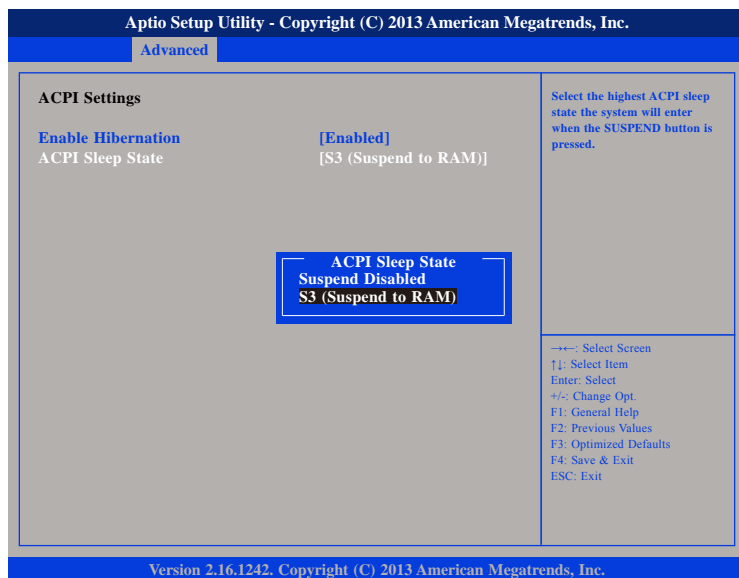 Aptio Setup Utility - Copyright (C) 2013 American Megatrends, Inc.
Advanced
ACPI Settings
Enable Hibernation [Enabled]
ACPI Sleep State [S3 (Suspend to RAM)]
ACPI Sleep State
Suspend Disabled
S3 (Suspend to RAM)
Select the highest ACPI sleep
state the system will enter
when the SUSPEND button is
pressed.
→←: Select Screen
↑↓: Select Item
Enter: Select
+/-: Change Opt.
F1: General Help
F2: Previous Values
F3: Optimized Defaults
F4: Save & Exit
ESC: Exit
Version 2.16.1242. Copyright (C) 2013 American Megatrends, Inc.